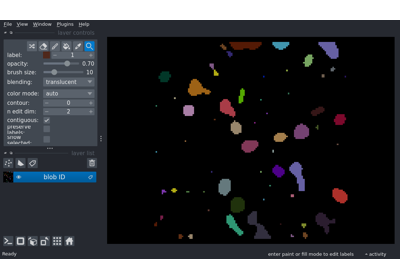 File View Window Plugins Help
layer controls
label: 1
opacity: 0.70
brush size: 10
blending: translucent
color mode: auto
contour: 0
n edit dim: 2
contiguous:
preserve labels:
show selected:
layer list
blob ID
Ready enter paint or fill mode to edit labels activity